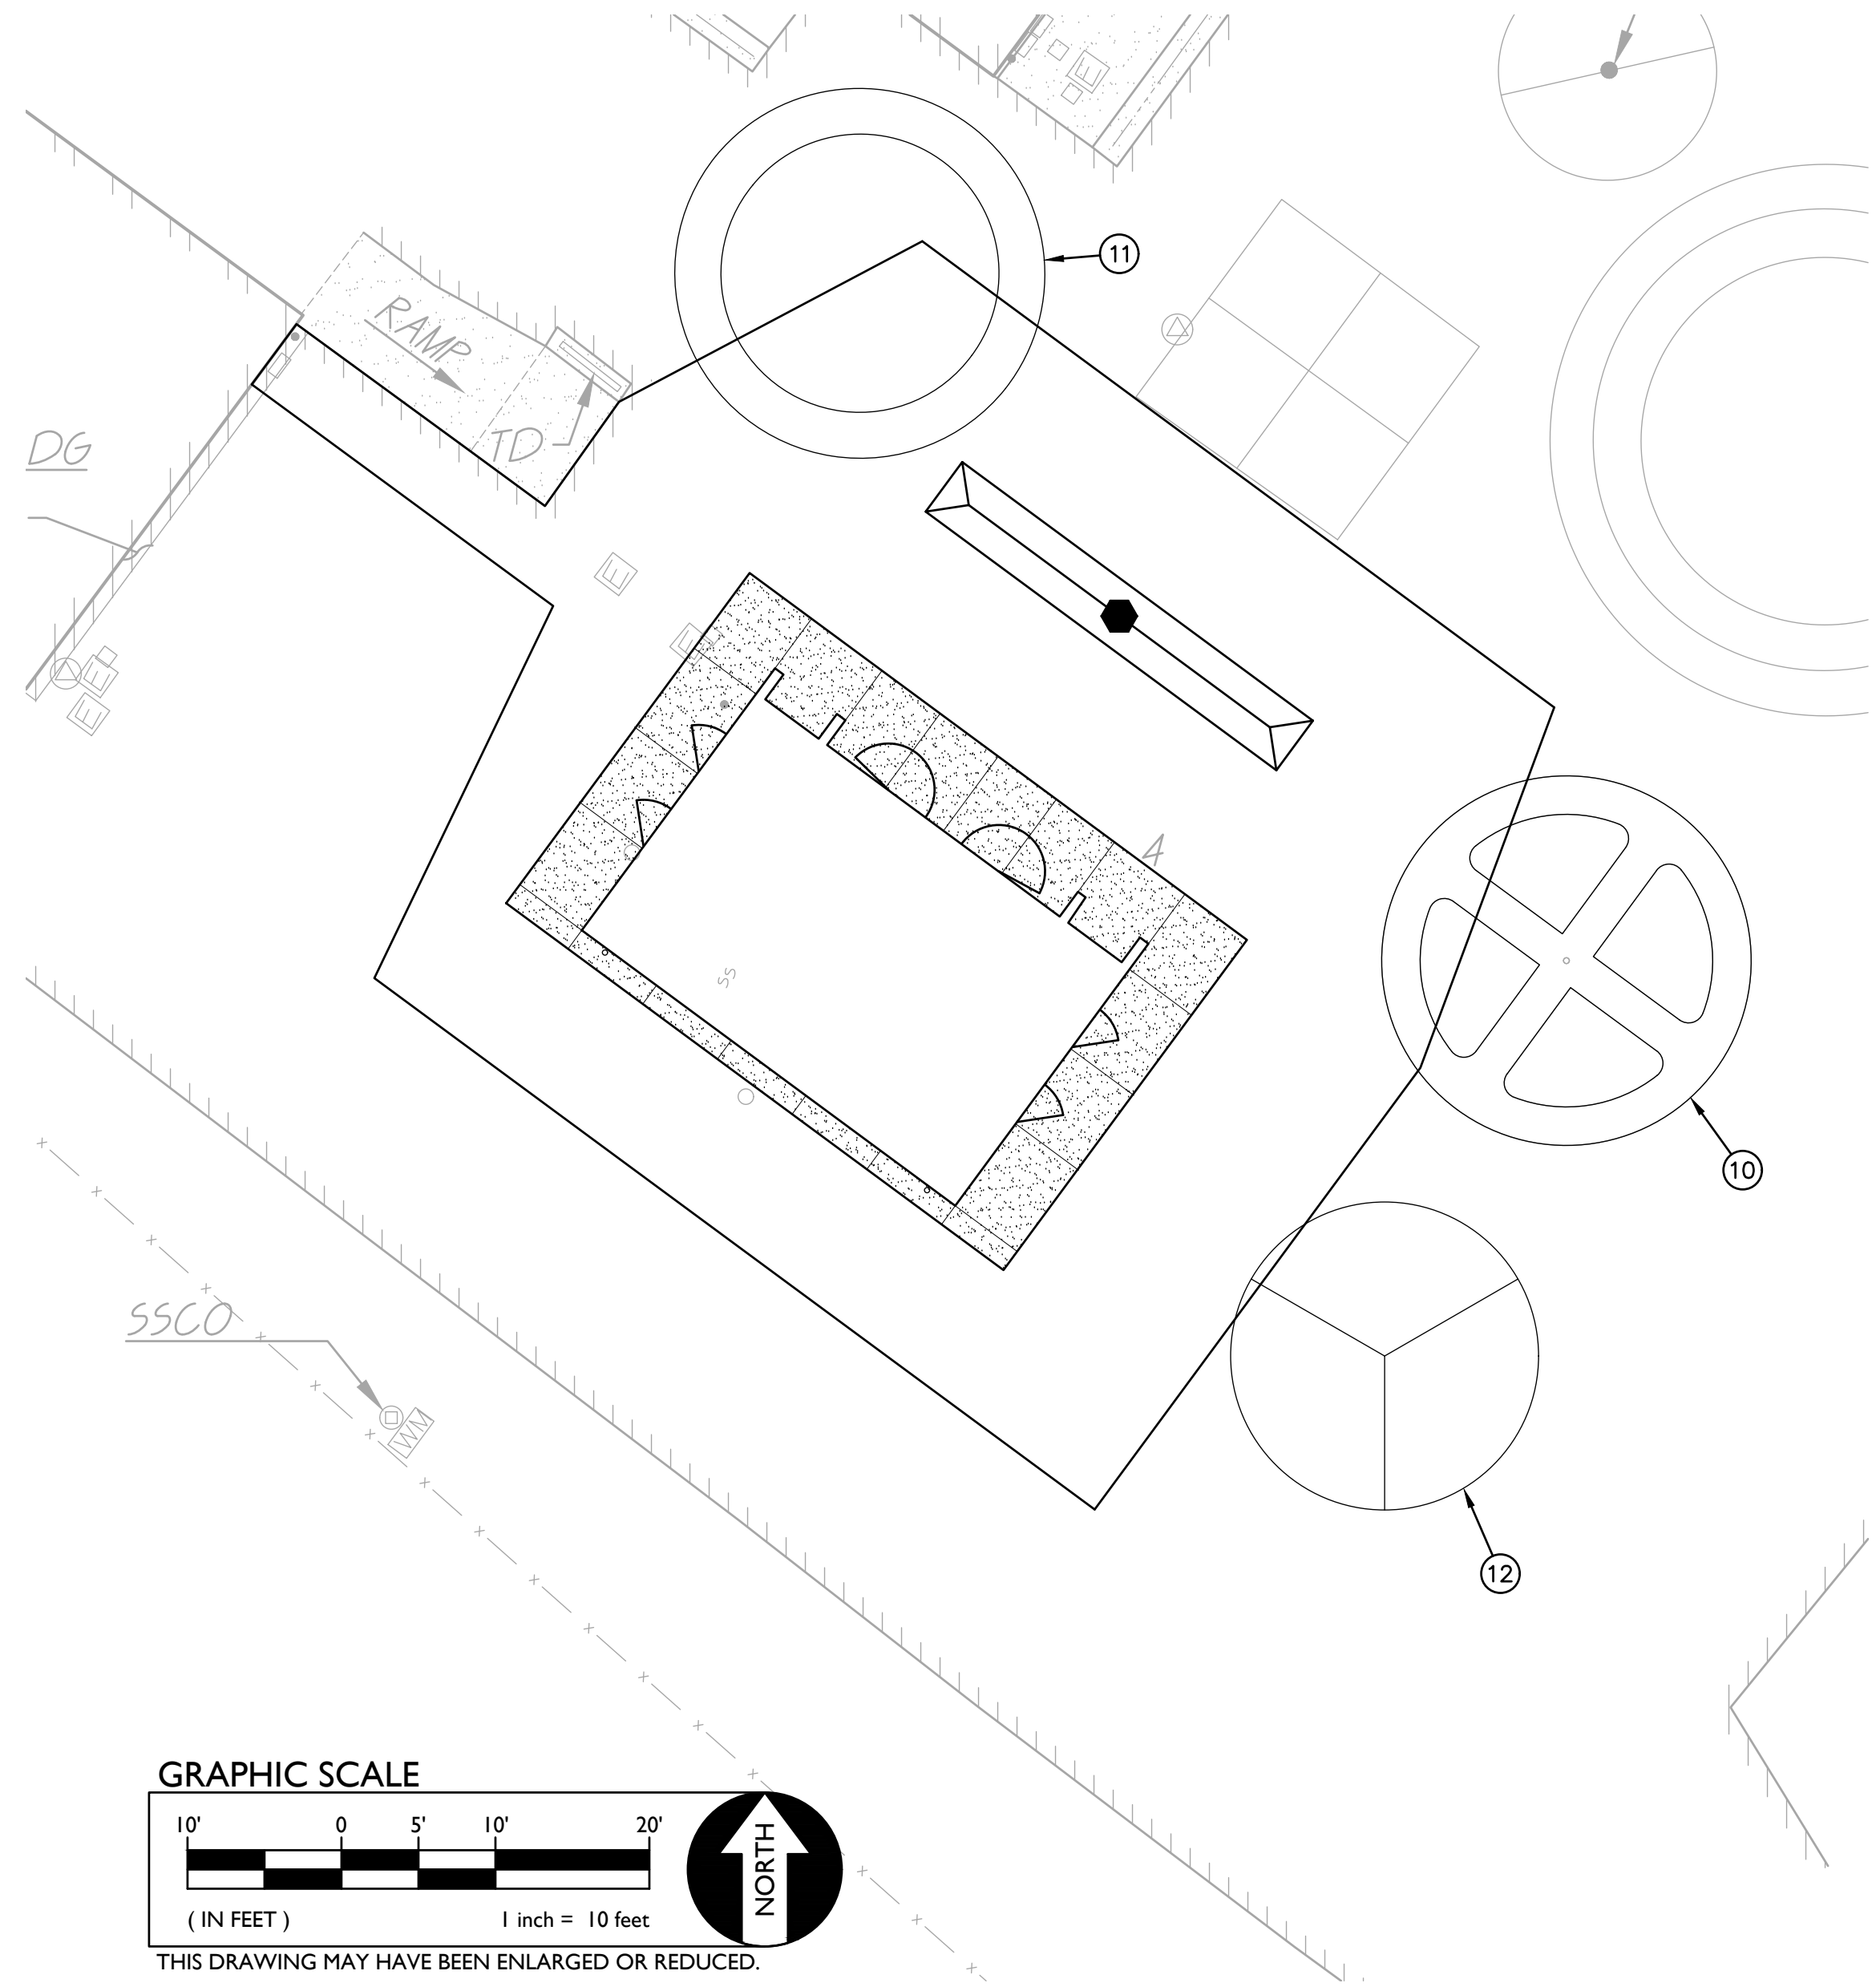 E
11
RAMP
TD
DG
E
E
E
E
A
SS
10
SSCO
WM
12
GRAPHIC SCALE
10' 0 5' 10' 20'
( IN FEET ) 1 inch = 10 feet
NORTH
THIS DRAWING MAY HAVE BEEN ENLARGED OR REDUCED.